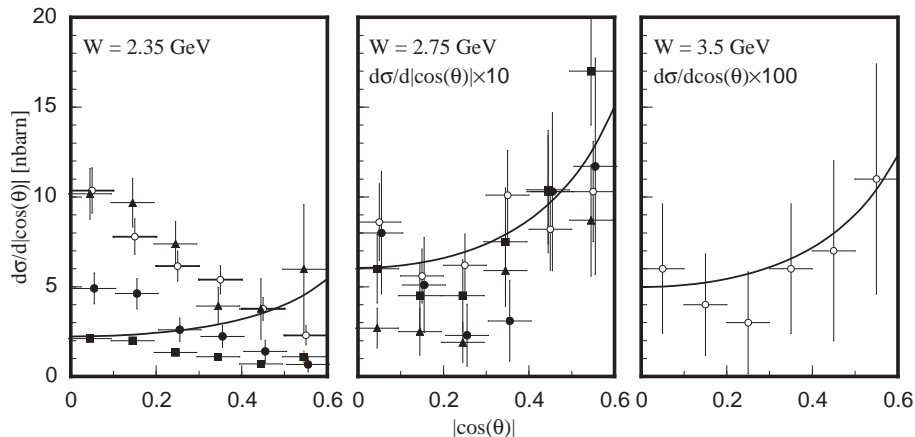 20
15
10
5
0
dσ/d|cos(θ)| [nbarn]
W = 2.35 GeV
W = 2.75 GeV
dσ/d|cos(θ)|×10
W = 3.5 GeV
dσ/dcos(θ)×100
0 0.2 0.4 0.6
0 0.2 0.4 0.6
0 0.2 0.4 0.6
|cos(θ)|